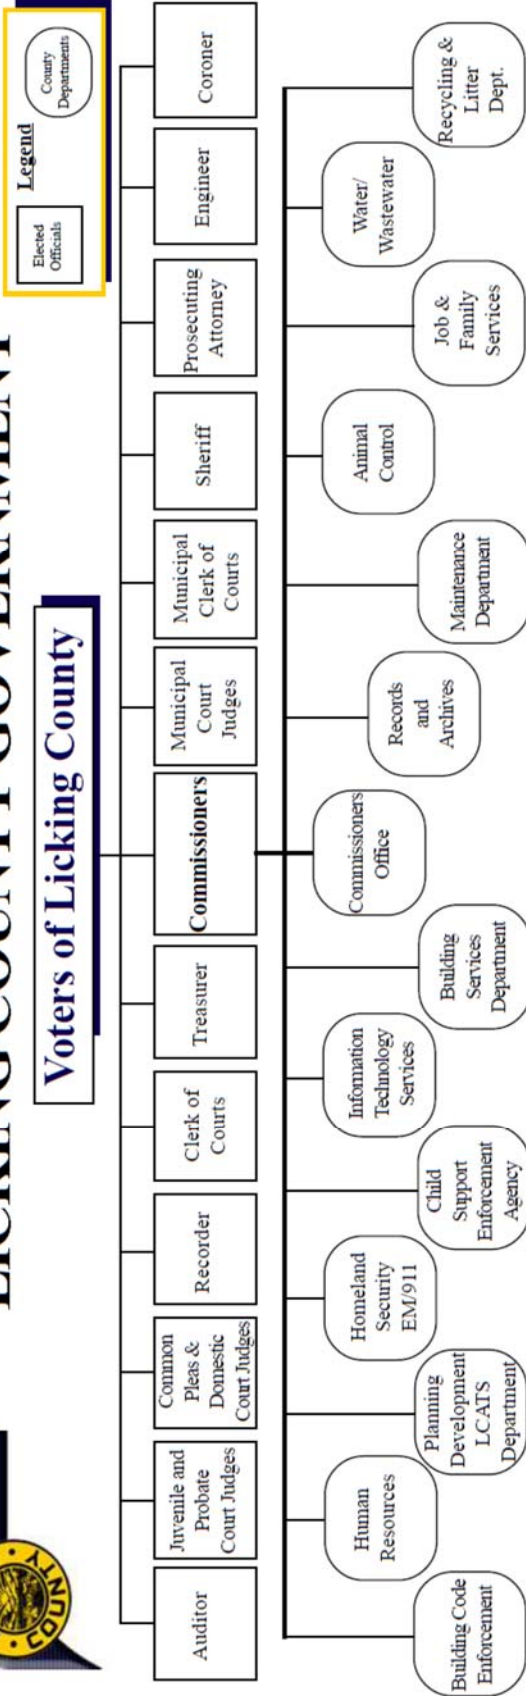 LICKING COUNTY GOVERNMENT
COUNTY
Legend
Elected
Officials
County
Departments
Voters of Licking County
Auditor
Juvenile and
Probate
Court Judges
Common
Pleas &
Domestic
Court Judges
Recorder
Clerk of
Courts
Treasurer
Commissioners
Municipal
Court
Judges
Municipal
Clerk of
Courts
Sheriff
Prosecuting
Attorney
Engineer
Coroner
Building Code
Enforcement
Human
Resources
Planning
Development
LCATS
Department
Homeland
Security
EM/911
Child
Support
Enforcement
Agency
Information
Technology
Services
Building
Services
Department
Commissioners
Office
Records
and
Archives
Maintenance
Department
Animal
Control
Job &
Family
Services
Water/
Wastewater
Recycling &
Litter
Dept.